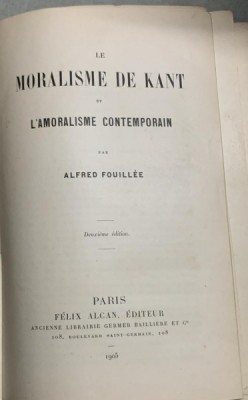 LE
MORALISME DE KANT
ET
L'AMORALISME CONTEMPORAIN
PAR
ALFRED FOUILLÉE
Deuxième édition.
PARIS
FÉLIX ALCAN, ÉDITEUR
ANCIENNE LIBRAIRIE GERMER BAILLIÈRE ET Cie
108, BOULEVARD SAINT-GERMAIN, 108